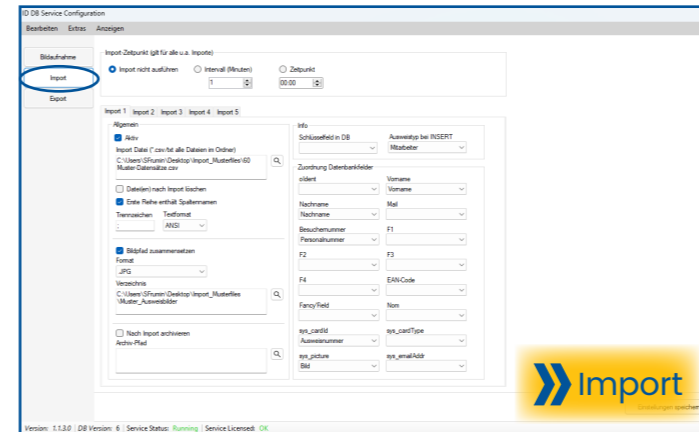 ID DB Service Configuration
Bearbeiten Extras Anzeigen
Bildaufnahme
Import
Export
Import-Zeitpunkt (gilt für alle u.a. Importe)
Import nicht ausführen Intervall (Minuten) Zeitpunkt
1 00:00
Import 1 Import 2 Import 3 Import 4 Import 5
Allgemein
Aktiv
Import Datei (*.csv/txt alle Dateien im Ordner)
C:\Users\SFrumin\Desktop\Import_Musterfiles\60
Muster-Datensätze.csv
Datei(en) nach Import löschen
Erste Reihe enthält Spaltennamen
Trennzeichen Textformat
; ANSI
Bildpfad zusammensetzen
Format
JPG
Verzeichnis
C:\Users\SFrumin\Desktop\Import_Musterfiles
\Muster_Ausweisbilder
Nach Import archivieren
Archiv-Pfad
Info
Schlüsselfeld in DB Ausweistyp bei INSERT
Mitarbeiter
Zuordnung Datenbankfelder
oIdent Vorname
Vorname
Nachname Mail
Nachname
Besuchernummer F1
Personalnummer
F2 F3
F4 EAN-Code
Fancy'Field Nom
sys_cardId sys_cardType
Ausweisnummer
sys_picture sys_emailAddr
Bild
Import
Einstellungen speichern
Version: 1.1.3.0 DB Version: 6 Service Status: Running Service Licensed: OK